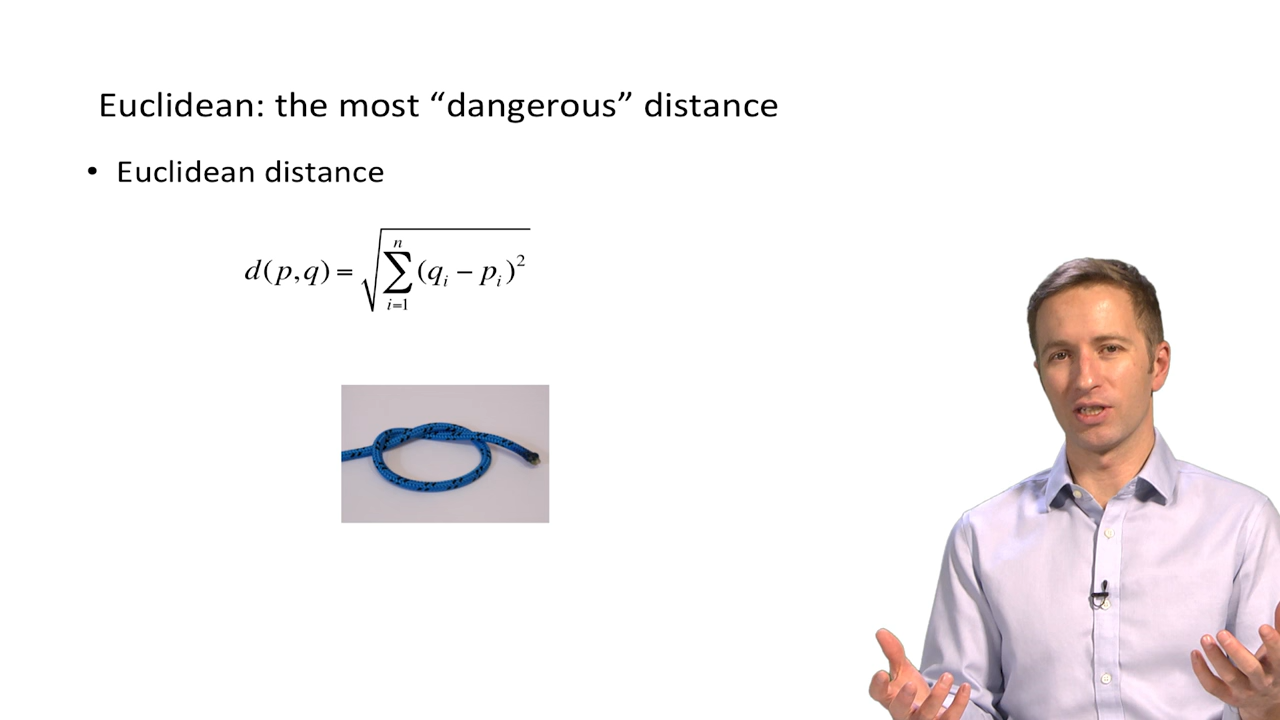 Euclidean: the most “dangerous” distance
• Euclidean distance
d(p,q) = √∑_{i=1}^{n} (q_i − p_i)^2